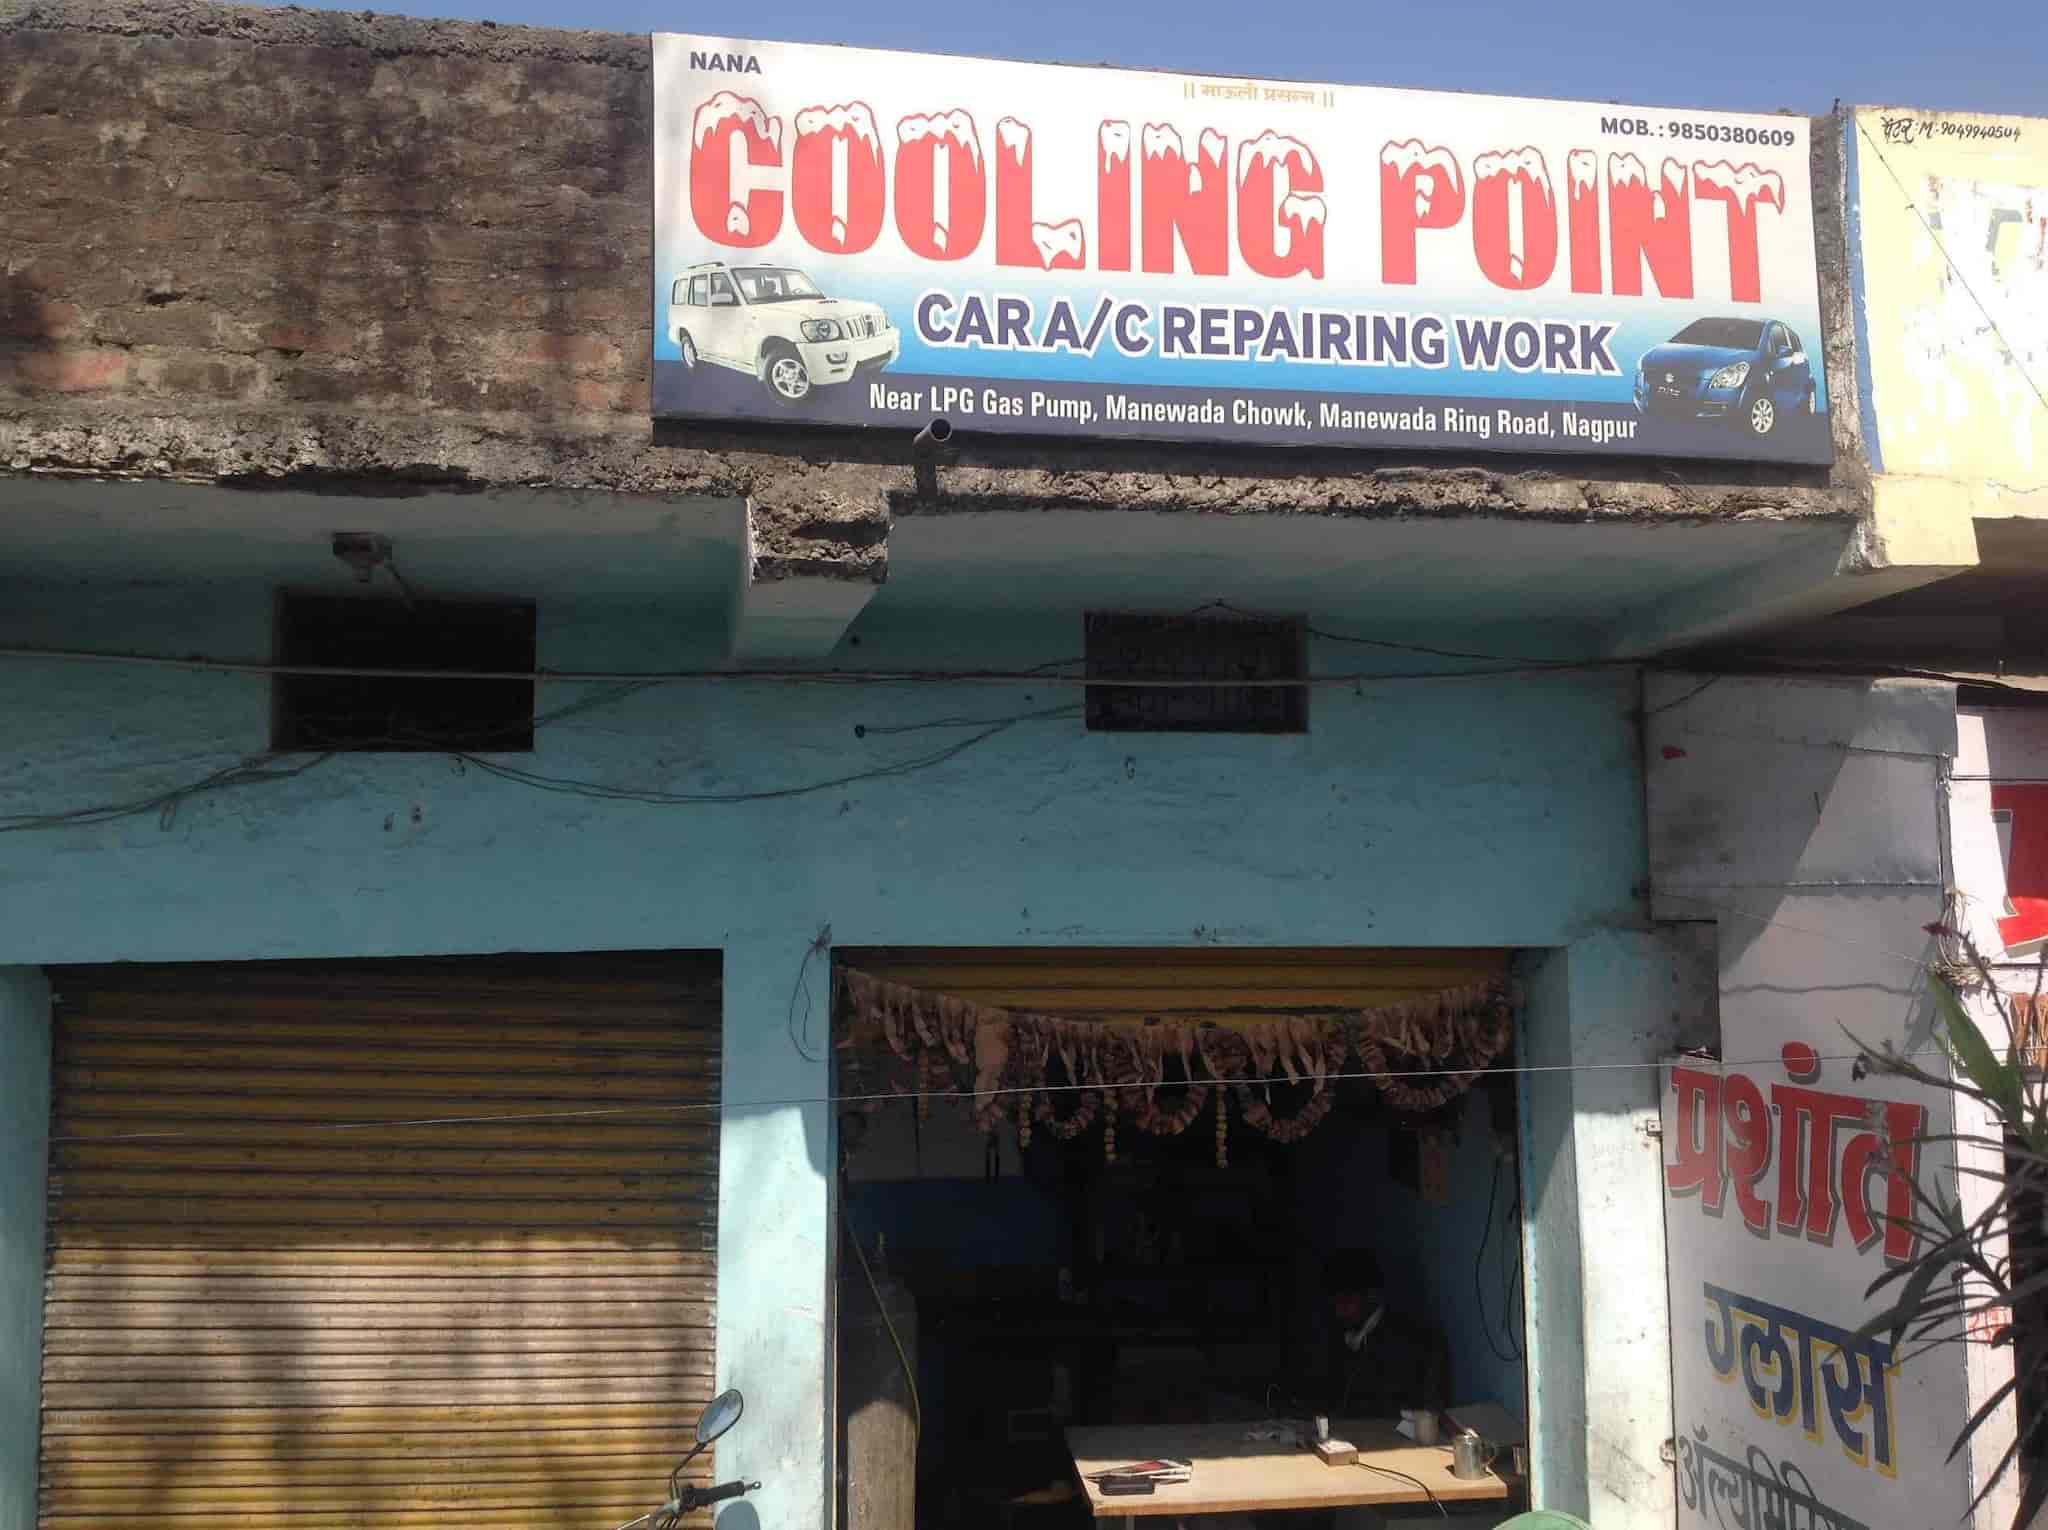 NANA
|| माऊली प्रसन्न ||
MOB. : 9850380609
COOLING POINT
CAR A/C REPAIRING WORK
Near LPG Gas Pump, Manewada Chowk, Manewada Ring Road, Nagpur
M. 9049940504
प्रशांत
ग्लास